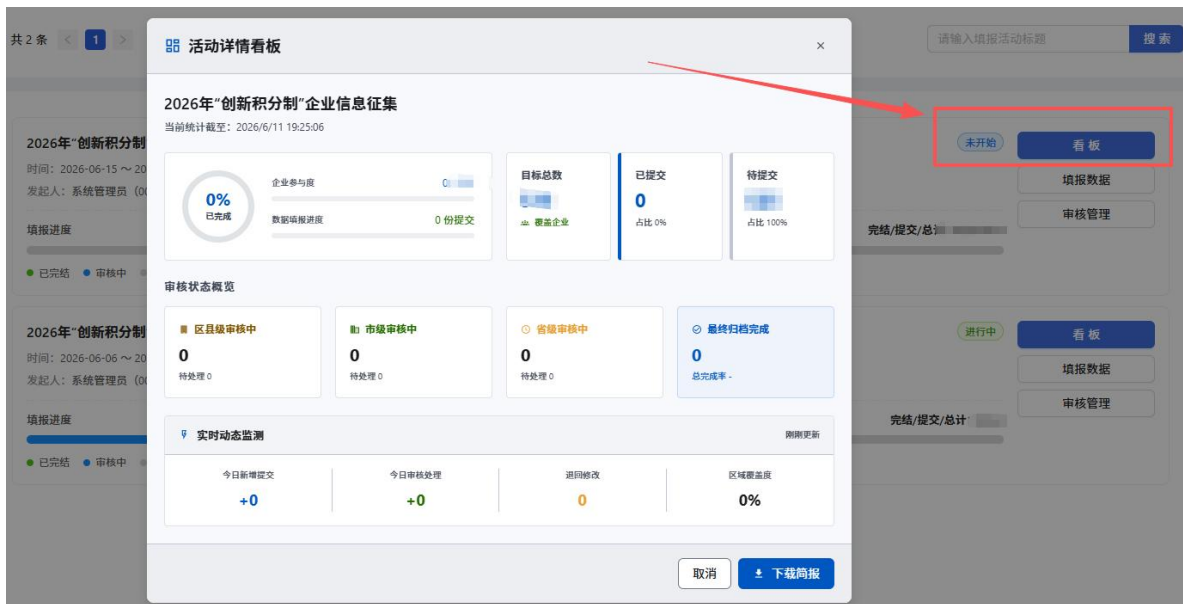 共 2 条 < 1 >
请输入填报活动标题 搜 索
活动详情看板 ×
2026年“创新积分制”企业信息征集
当前统计截至：2026/6/11 19:25:06
0%
已完成
企业参与度 0
数据填报进度 0 份提交
目标总数
覆盖企业
已提交
0
占比 0%
待提交
占比 100%
审核状态概览
区县级审核中
0
待处理 0
市级审核中
0
待处理 0
省级审核中
0
待处理 0
最终归档完成
0
总完成率 -
实时动态监测 刚刚更新
今日新增提交
+0
今日审核处理
+0
退回修改
0
区域覆盖度
0%
取消 下载简报
2026年“创新积分制
时间：2026-06-15 ～ 20
发起人：系统管理员（00
填报进度
已完结 审核中
未开始
看 板
填报数据
审核管理
完结/提交/总
2026年“创新积分制
时间：2026-06-06 ～ 20
发起人：系统管理员（00
填报进度
已完结 审核中
进行中
看 板
填报数据
审核管理
完结/提交/总计